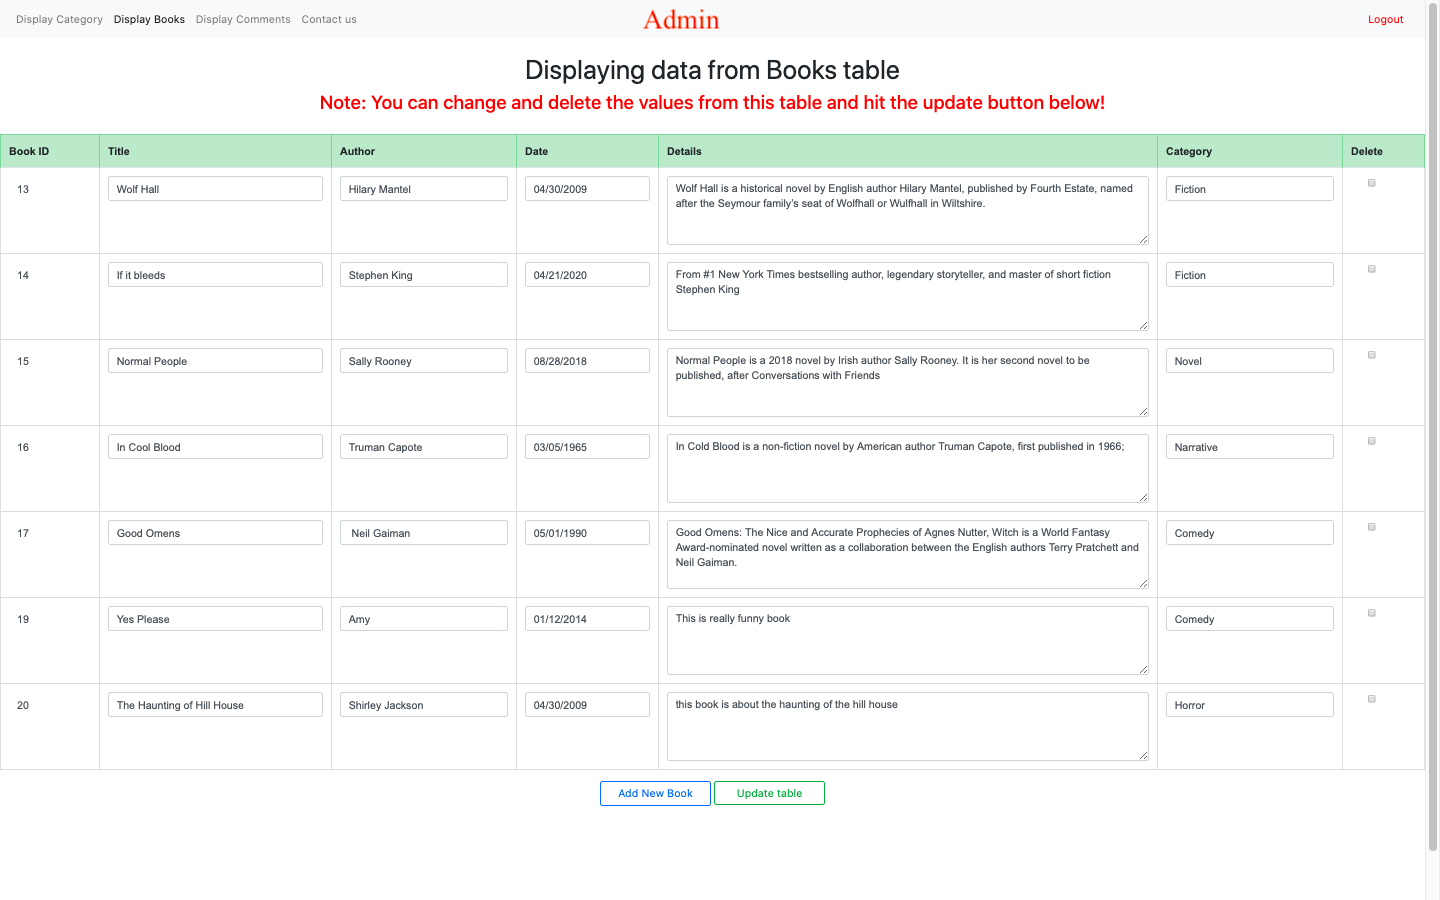 Display Category Display Books Display Comments Contact us Admin Logout
Displaying data from Books table
Note: You can change and delete the values from this table and hit the update button below!
Book ID Title Author Date Details Category Delete
13 Wolf Hall Hilary Mantel 04/30/2009 Wolf Hall is a historical novel by English author Hilary Mantel, published by Fourth Estate, named Fiction
after the Seymour family's seat of Wolfhall or Wulfhall in Wiltshire.
14 If it bleeds Stephen King 04/21/2020 From #1 New York Times bestselling author, legendary storyteller, and master of short fiction Fiction
Stephen King
15 Normal People Sally Rooney 08/28/2018 Normal People is a 2018 novel by Irish author Sally Rooney. It is her second novel to be Novel
published, after Conversations with Friends
16 In Cool Blood Truman Capote 03/05/1965 In Cold Blood is a non-fiction novel by American author Truman Capote, first published in 1966; Narrative
17 Good Omens Neil Gaiman 05/01/1990 Good Omens: The Nice and Accurate Prophecies of Agnes Nutter, Witch is a World Fantasy Comedy
Award-nominated novel written as a collaboration between the English authors Terry Pratchett and
Neil Gaiman.
19 Yes Please Amy 01/12/2014 This is really funny book Comedy
20 The Haunting of Hill House Shirley Jackson 04/30/2009 this book is about the haunting of the hill house Horror
Add New Book Update table